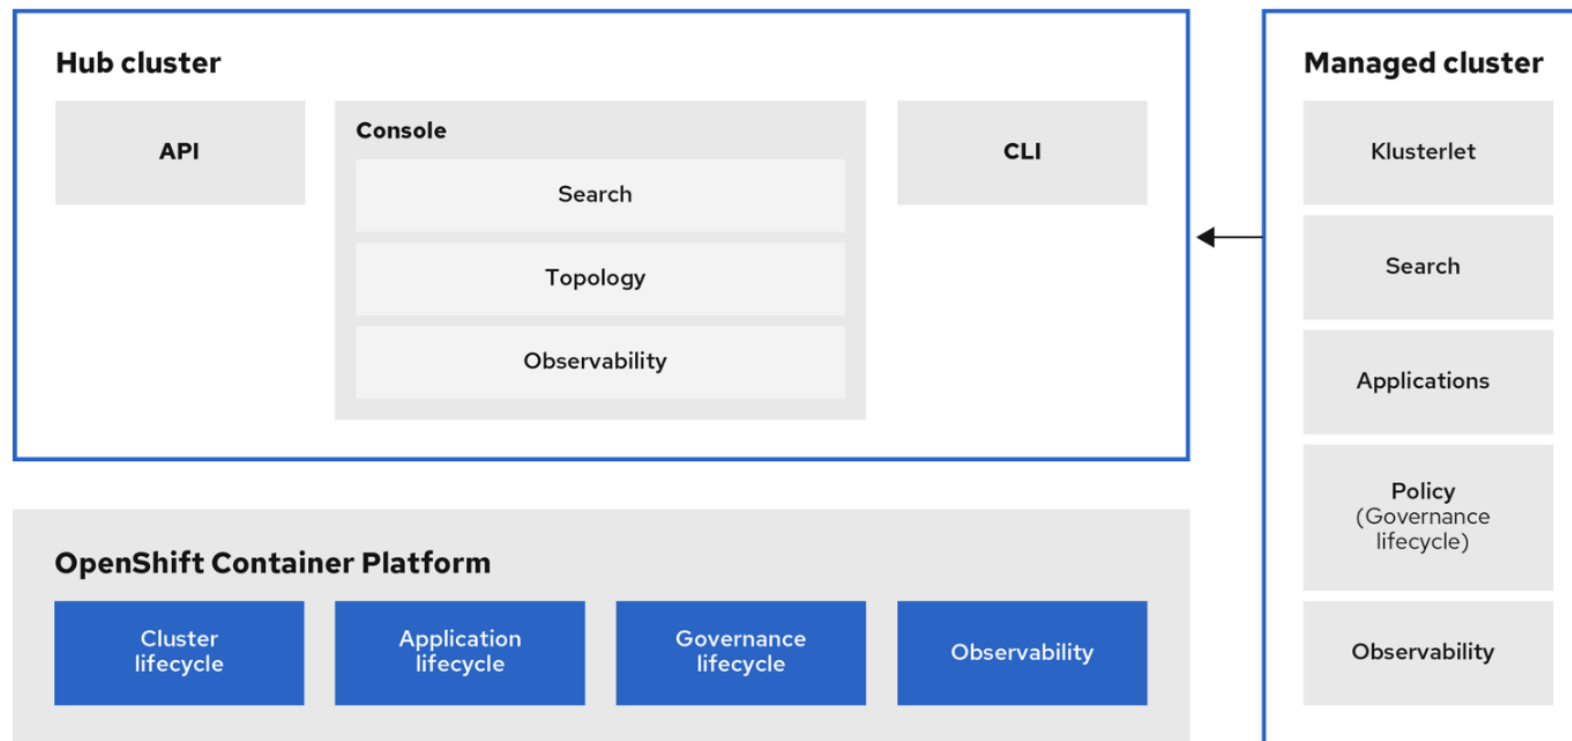 Hub cluster
API
Console
Search
Topology
Observability
CLI
OpenShift Container Platform
Cluster
lifecycle
Application
lifecycle
Governance
lifecycle
Observability
Managed cluster
Klusterlet
Search
Applications
Policy
(Governance
lifecycle)
Observability